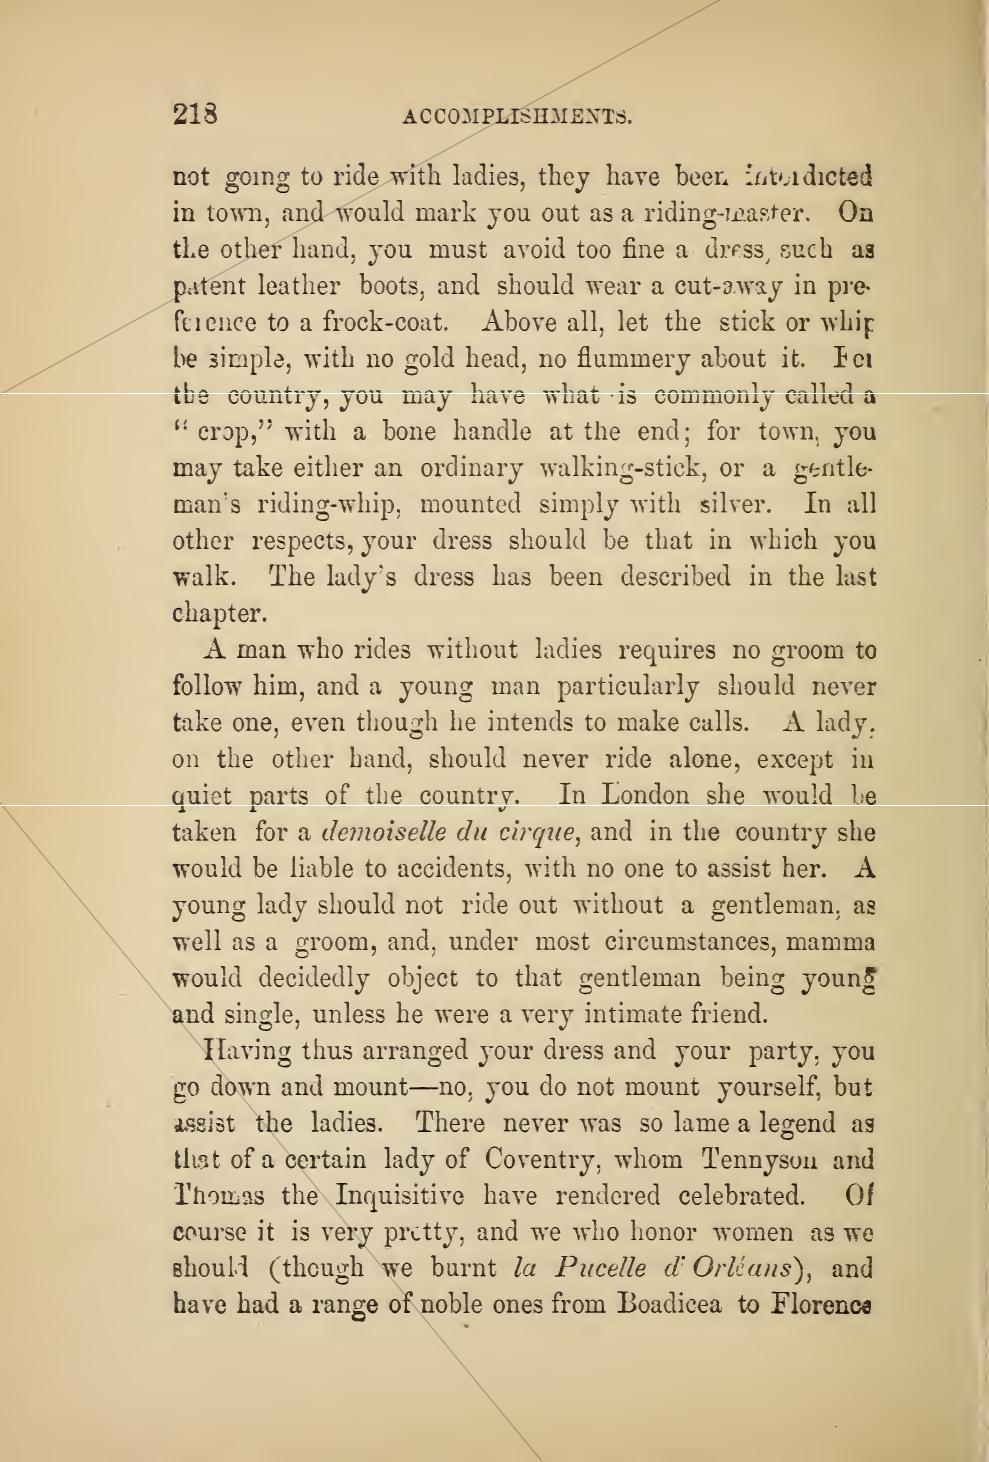 218 ACCOMPLISHMENTS.
not going to ride with ladies, they have been interdicted
in town, and would mark you out as a riding-master. On
the other hand, you must avoid too fine a dress, such as
patent leather boots, and should wear a cut-away in pre-
ference to a frock-coat. Above all, let the stick or whip
be simple, with no gold head, no flummery about it. For
the country, you may have what is commonly called a
“crop,” with a bone handle at the end; for town, you
may take either an ordinary walking-stick, or a gentle-
man's riding-whip, mounted simply with silver. In all
other respects, your dress should be that in which you
walk. The lady's dress has been described in the last
chapter.
A man who rides without ladies requires no groom to
follow him, and a young man particularly should never
take one, even though he intends to make calls. A lady,
on the other hand, should never ride alone, except in
quiet parts of the country. In London she would be
taken for a demoiselle du cirque, and in the country she
would be liable to accidents, with no one to assist her. A
young lady should not ride out without a gentleman, as
well as a groom, and, under most circumstances, mamma
would decidedly object to that gentleman being young
and single, unless he were a very intimate friend.
Having thus arranged your dress and your party, you
go down and mount—no, you do not mount yourself, but
assist the ladies. There never was so lame a legend as
that of a certain lady of Coventry, whom Tennyson and
Thomas the Inquisitive have rendered celebrated. Of
course it is very pretty, and we who honor women as we
should (though we burnt la Pucelle d'Orléans), and
have had a range of noble ones from Boadicea to Florence